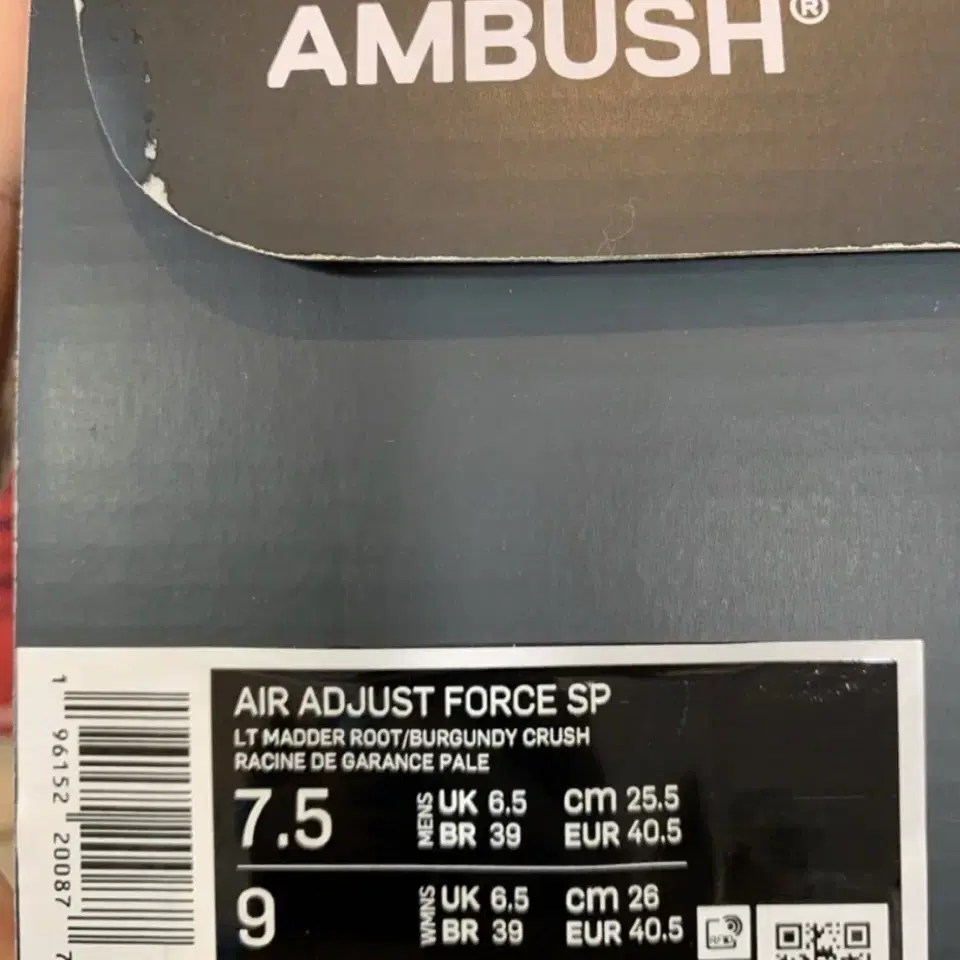 AMBUSH®
AIR ADJUST FORCE SP
LT MADDER ROOT/BURGUNDY CRUSH
RACINE DE GARANCE PALE
7.5 MENS UK 6.5 cm 25.5
BR 39 EUR 40.5
9 WMNS UK 6.5 cm 26
BR 39 EUR 40.5
RFID
1 96152 20087 7